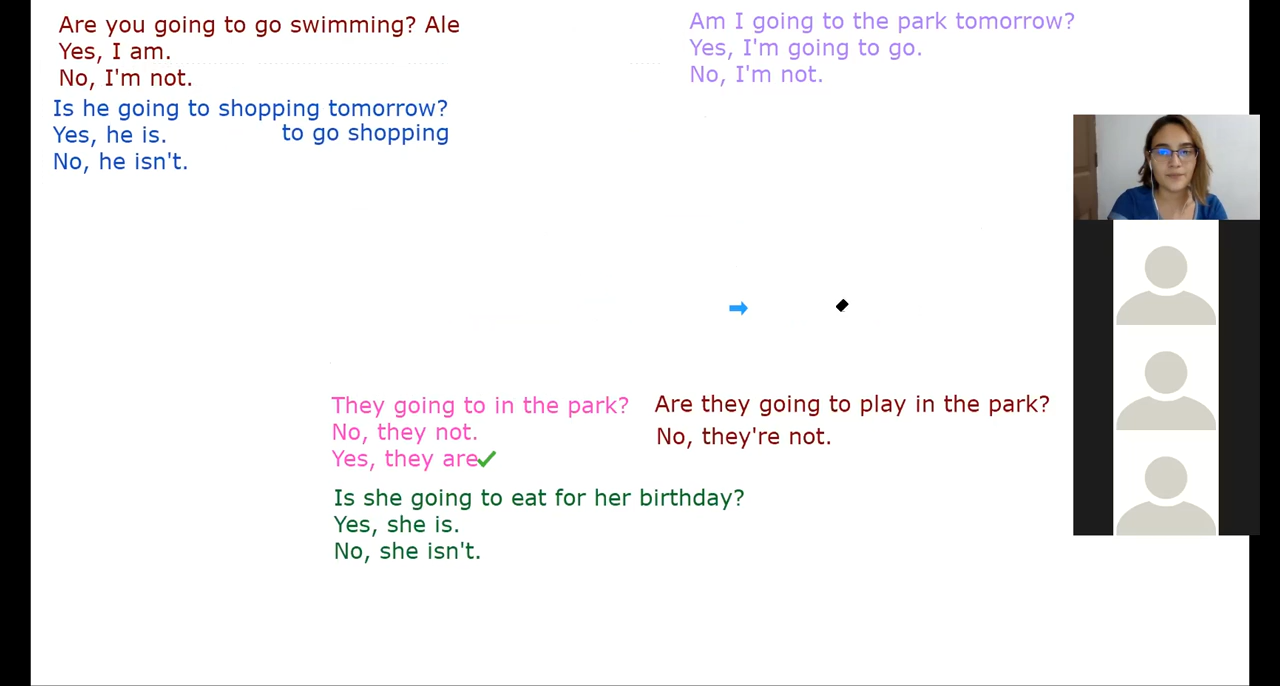 Are you going to go swimming? Ale
Yes, I am.
No, I'm not.
Is he going to shopping tomorrow?
Yes, he is.
to go shopping
No, he isn't.
Am I going to the park tomorrow?
Yes, I'm going to go.
No, I'm not.
They going to in the park?
No, they not.
Yes, they are
Are they going to play in the park?
No, they're not.
Is she going to eat for her birthday?
Yes, she is.
No, she isn't.